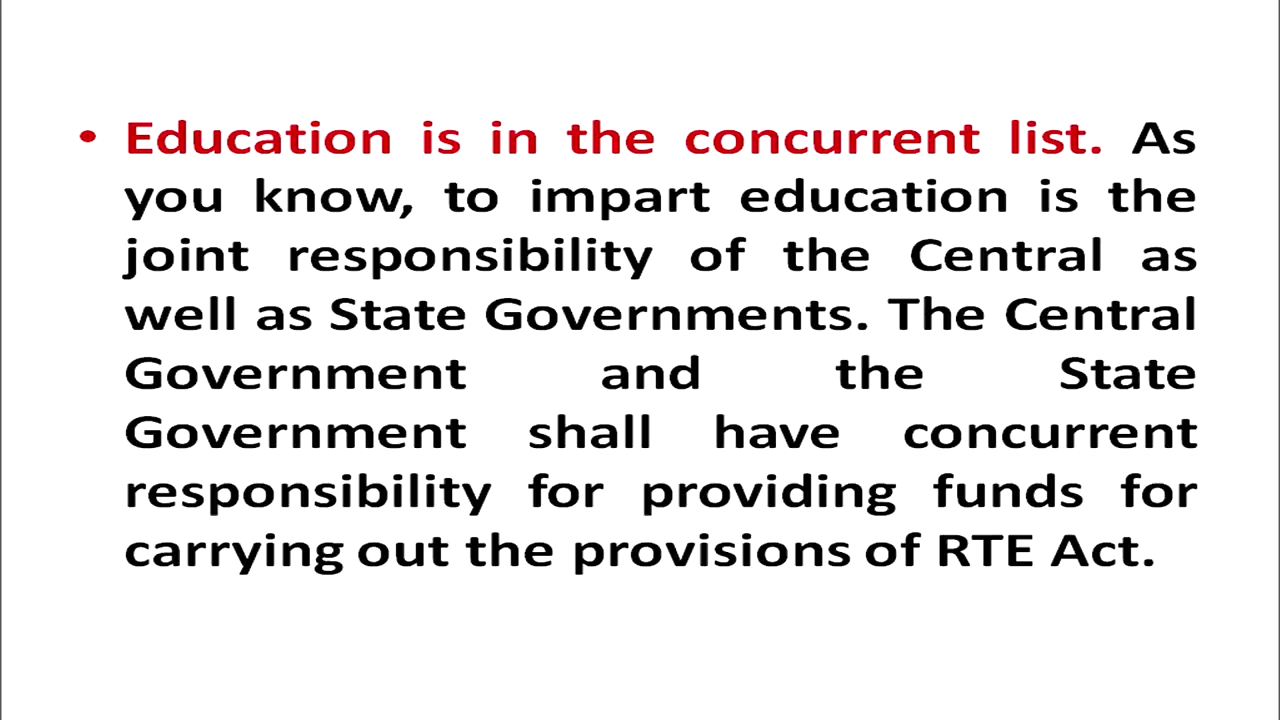 • Education is in the concurrent list. As
you know, to impart education is the
joint responsibility of the Central as
well as State Governments. The Central
Government and the State
Government shall have concurrent
responsibility for providing funds for
carrying out the provisions of RTE Act.